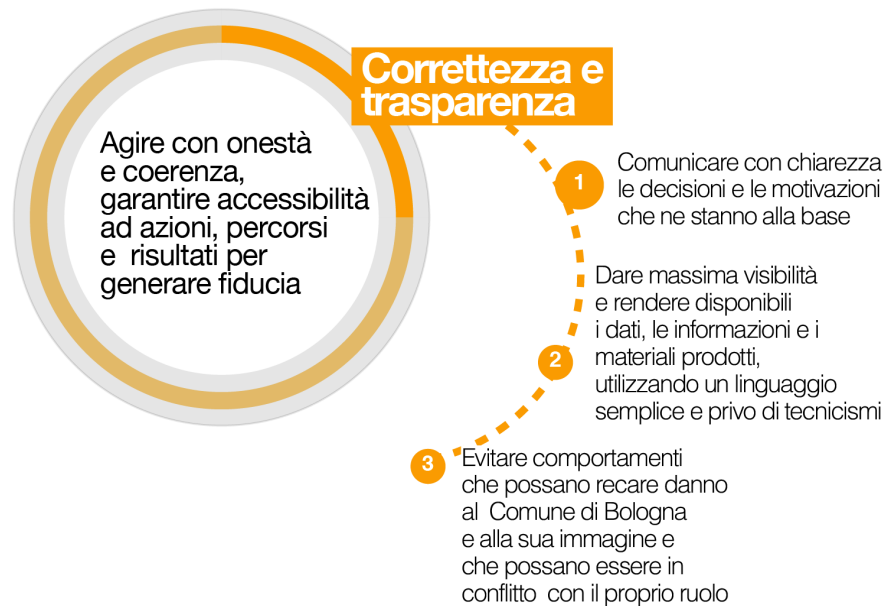 Correttezza e
trasparenza
Agire con onestà
e coerenza,
garantire accessibilità
ad azioni, percorsi
e risultati per
generare fiducia
1
Comunicare con chiarezza
le decisioni e le motivazioni
che ne stanno alla base
2
Dare massima visibilità
e rendere disponibili
i dati, le informazioni e i
materiali prodotti,
utilizzando un linguaggio
semplice e privo di tecnicismi
3
Evitare comportamenti
che possano recare danno
al Comune di Bologna
e alla sua immagine e
che possano essere in
conflitto con il proprio ruolo